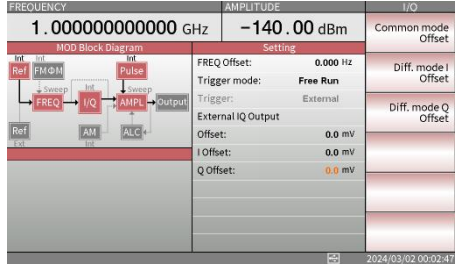 FREQUENCY AMPLITUDE I/Q
1.000000000000 GHz −140.00 dBm
Common mode
Offset
MOD Block Diagram
Int Int
Ref FMΦM Pulse
Sweep Int Sweep
FREQ I/Q AMPL Output
Ref AM ALC
Ext Int
Setting
FREQ Offset: 0.000 Hz
Trigger mode: Free Run
Trigger: External
External IQ Output
Offset: 0.0 mV
I Offset: 0.0 mV
Q Offset: 0.0 mV
Diff. mode I
Offset
Diff. mode Q
Offset
2024/03/02 00:02:47